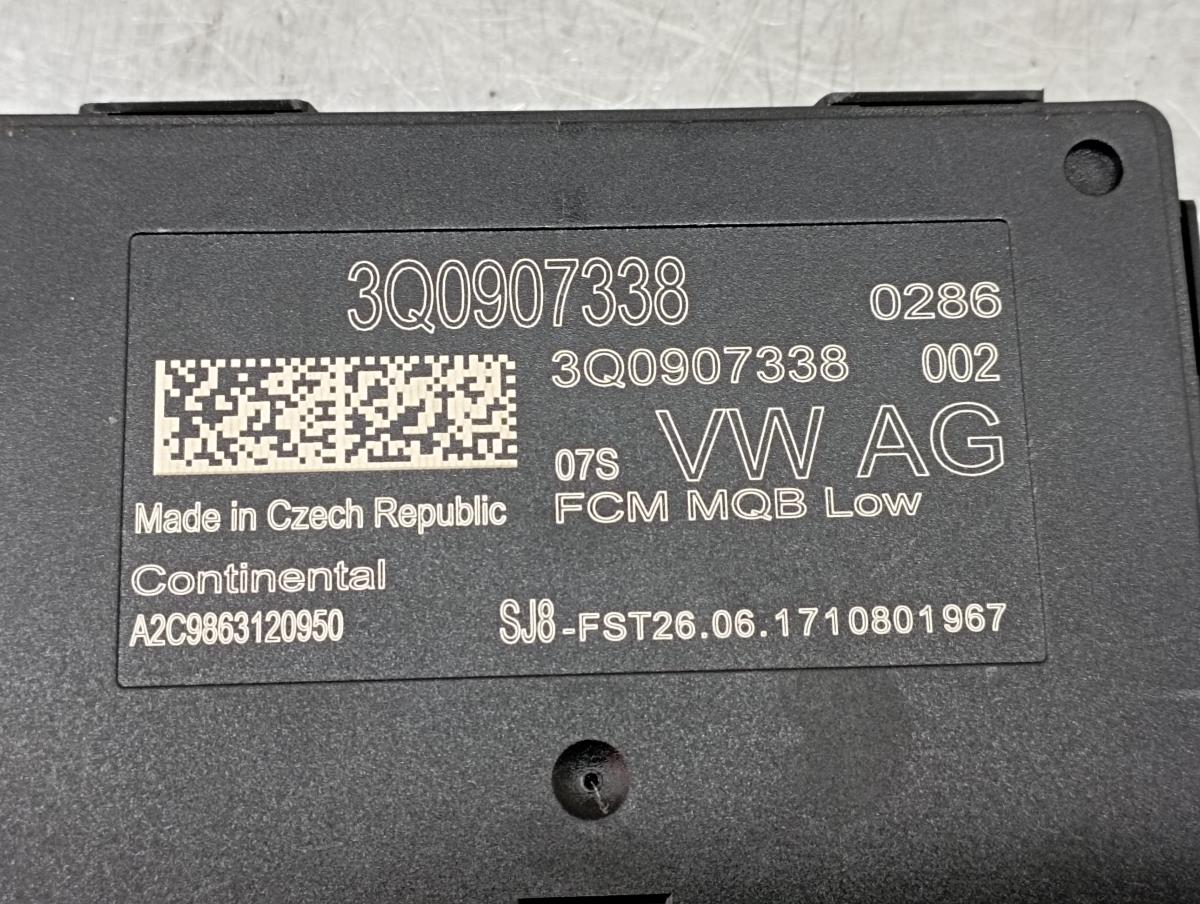 3Q0907338 0286
3Q0907338 002
07S VW AG
FCM MQB Low
Made in Czech Republic
Continental
A2C9863120950 SJ8-FST26.06.1710801967